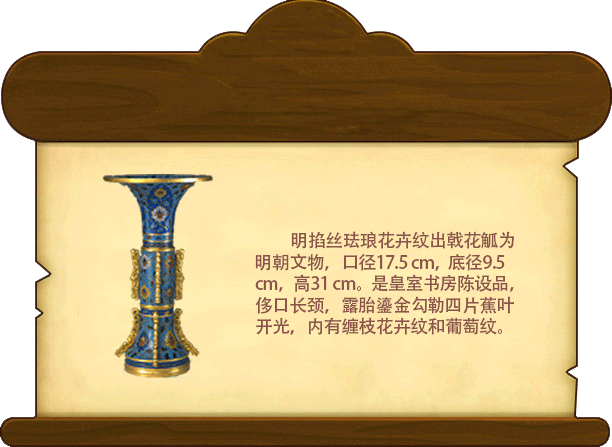 明掐丝珐琅花卉纹出戟花觚为
明朝文物，口径17.5 cm，底径9.5
cm，高31 cm。是皇室书房陈设品，
侈口长颈，露胎鎏金勾勒四片蕉叶
开光，内有缠枝花卉纹和葡萄纹。